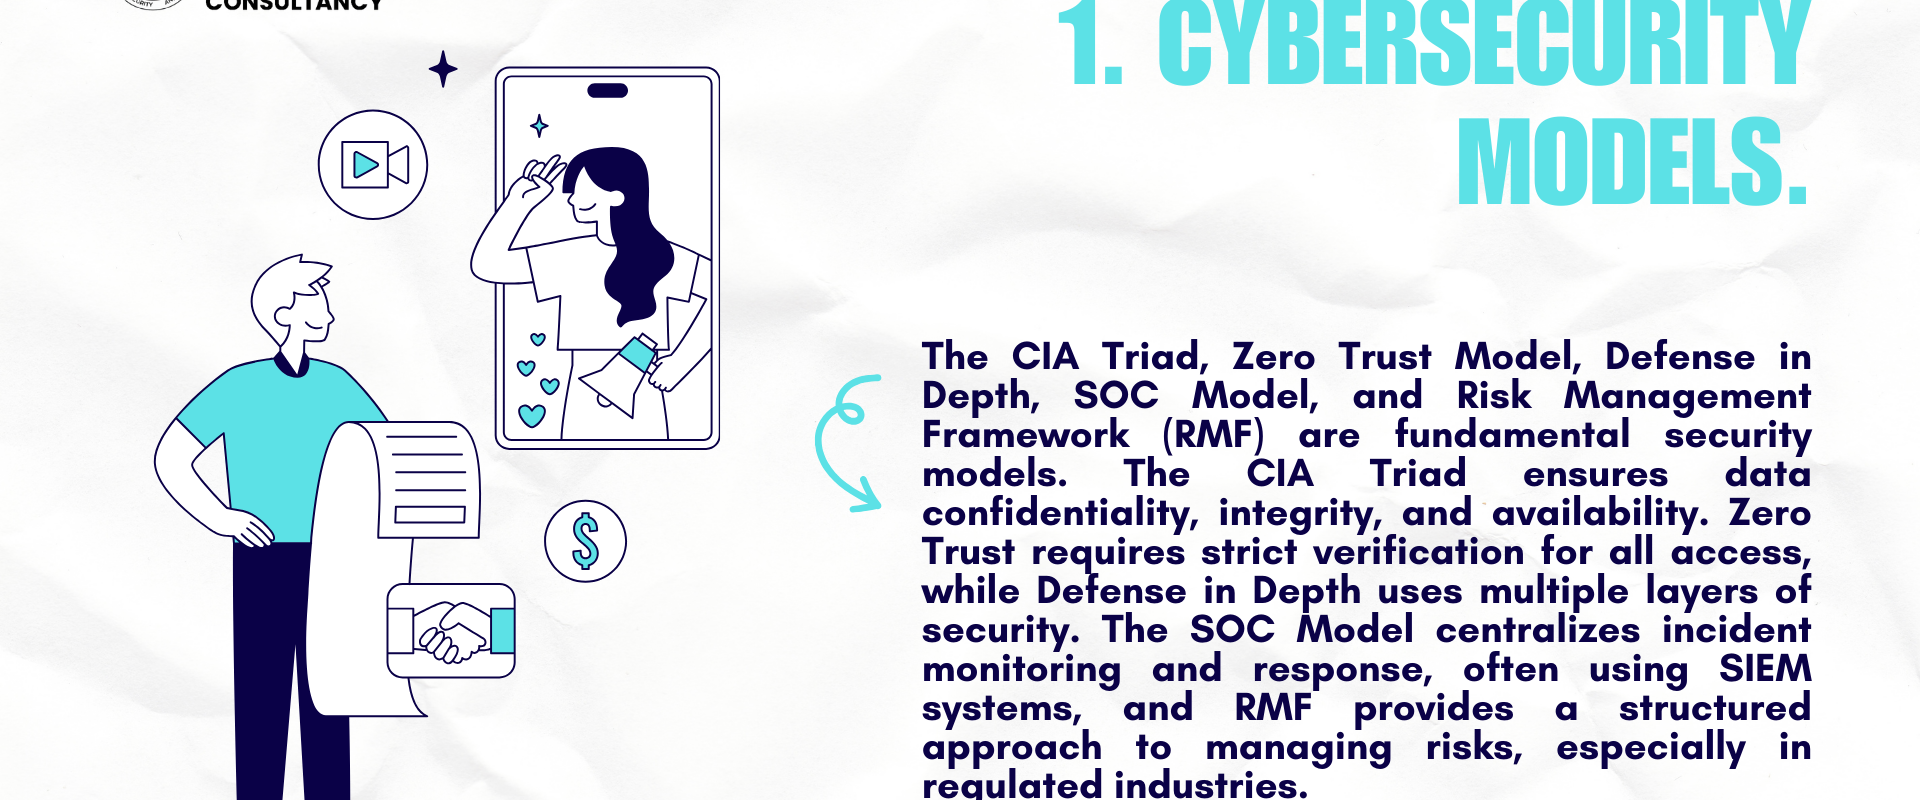 CONSULTANCY
1. CYBERSECURITY
MODELS.
The CIA Triad, Zero Trust Model, Defense in
Depth, SOC Model, and Risk Management
Framework (RMF) are fundamental security
models. The CIA Triad ensures data
confidentiality, integrity, and availability. Zero
Trust requires strict verification for all access,
while Defense in Depth uses multiple layers of
security. The SOC Model centralizes incident
monitoring and response, often using SIEM
systems, and RMF provides a structured
approach to managing risks, especially in
regulated industries.